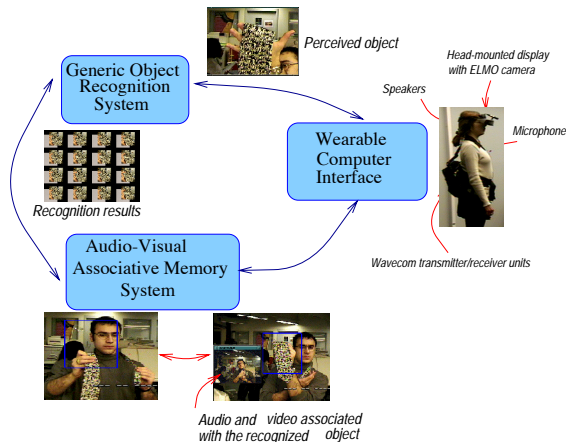 Perceived object
Generic Object
Recognition
System
Head-mounted display
with ELMO camera
Speakers
Microphone
Wearable
Computer
Interface
Recognition results
Audio-Visual
Associative Memory
System
Wavecom transmitter/receiver units
Audio and video associated
with the recognized object